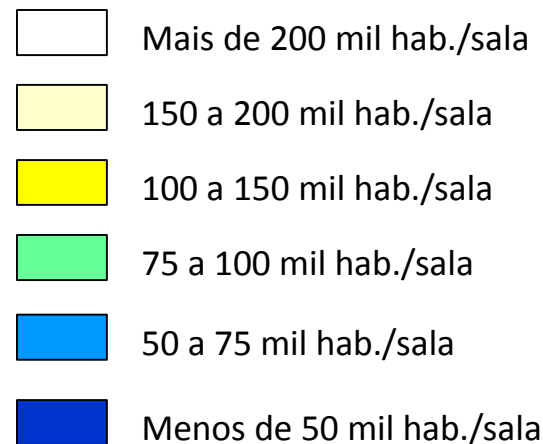 Mais de 200 mil hab./sala
150 a 200 mil hab./sala
100 a 150 mil hab./sala
75 a 100 mil hab./sala
50 a 75 mil hab./sala
Menos de 50 mil hab./sala